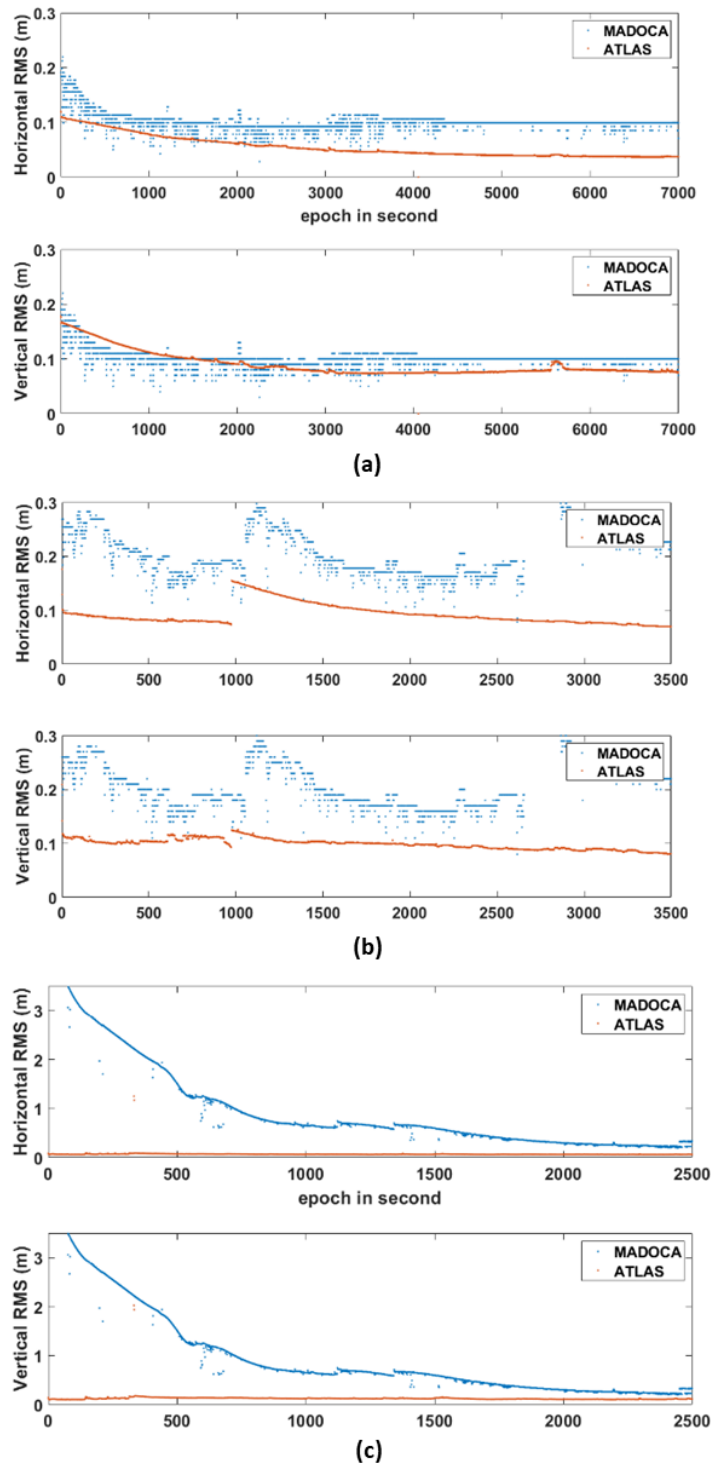 0.3
0.2
0.1
0
Horizontal RMS (m)
MADOCA
ATLAS
0 1000 2000 3000 4000 5000 6000 7000
epoch in second
0.3
0.2
0.1
0
Vertical RMS (m)
MADOCA
ATLAS
0 1000 2000 3000 4000 5000 6000 7000
(a)
0.3
0.2
0.1
0
Horizontal RMS (m)
MADOCA
ATLAS
0 500 1000 1500 2000 2500 3000 3500
0.3
0.2
0.1
0
Vertical RMS (m)
MADOCA
ATLAS
0 500 1000 1500 2000 2500 3000 3500
(b)
3
2
1
0
Horizontal RMS (m)
MADOCA
ATLAS
0 500 1000 1500 2000 2500
epoch in second
3
2
1
0
Vertical RMS (m)
MADOCA
ATLAS
0 500 1000 1500 2000 2500
(c)